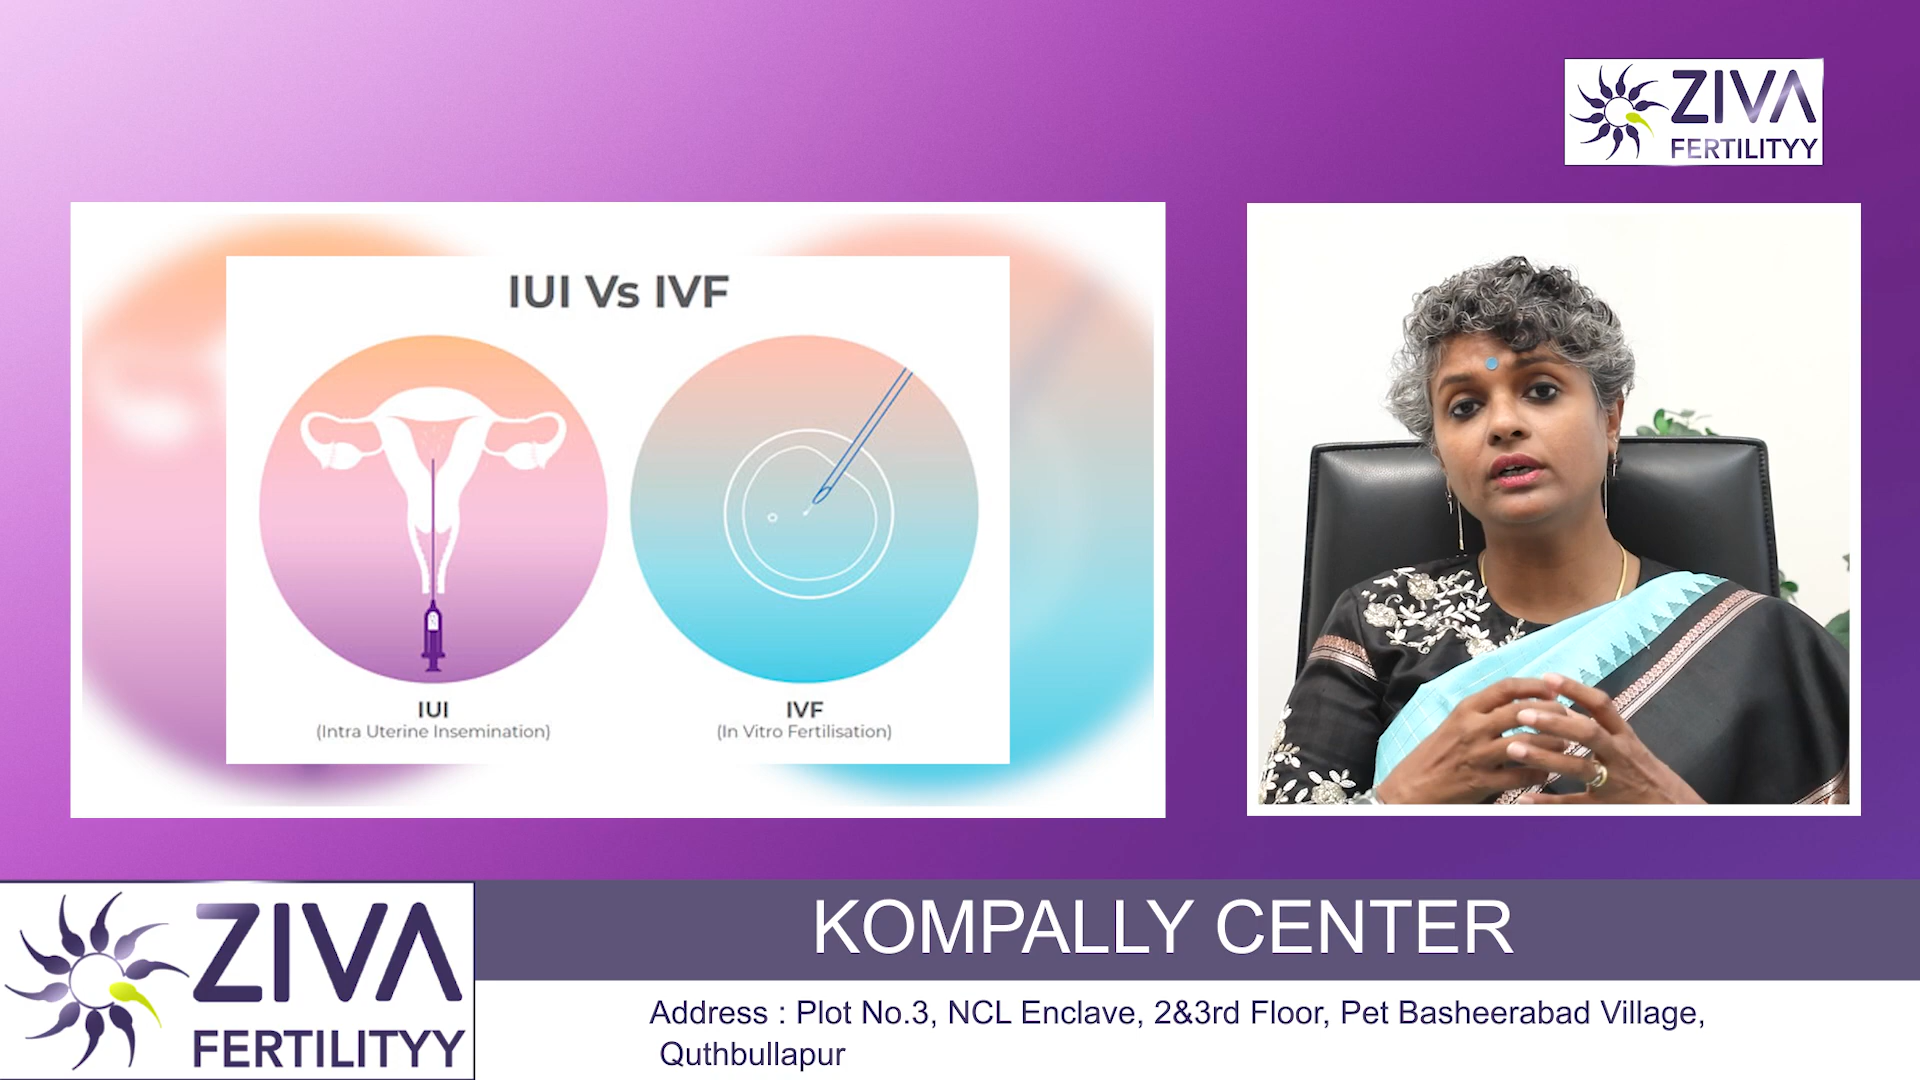 ZIVA
FERTILITYY
IUI Vs IVF
IUI
(Intra Uterine Insemination)
IVF
(In Vitro Fertilisation)
ZIVA
FERTILITYY
KOMPALLY CENTER
Address : Plot No.3, NCL Enclave, 2&3rd Floor, Pet Basheerabad Village,
Quthbullapur